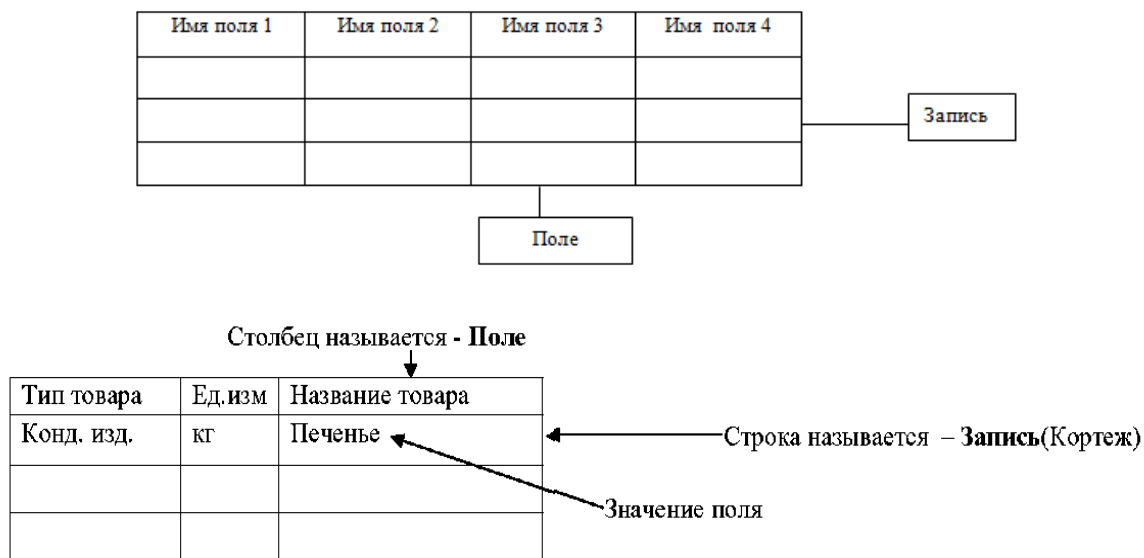 Имя поля 1 Имя поля 2 Имя поля 3 Имя поля 4
Запись
Поле
Столбец называется - Поле
Тип товара Ед.изм Название товара
Конд. изд. кг Печенье
Строка называется – Запись(Кортеж)
Значение поля